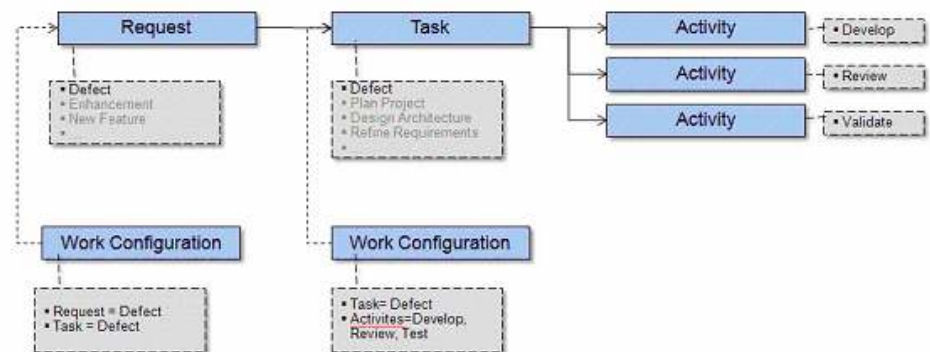 Request
Task
Activity
▪ Develop
Activity
▪ Review
Activity
▪ Validate
▪ Defect
▪ Enhancement
▪ New Feature
▪ ...
▪ Defect
▪ Plan Project
▪ Design Architecture
▪ Refine Requirements
▪
Work Configuration
Work Configuration
▪ Request = Defect
▪ Task = Defect
▪ Task= Defect
▪ Activites=Develop,
Review, Test